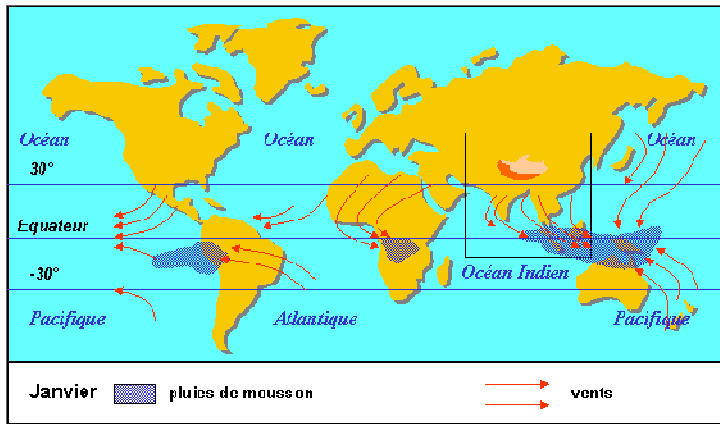 Océan Océan Océan
30°
Equateur
-30°
Océan Indien
Pacifique Atlantique Pacifique
Janvier pluies de mousson vents